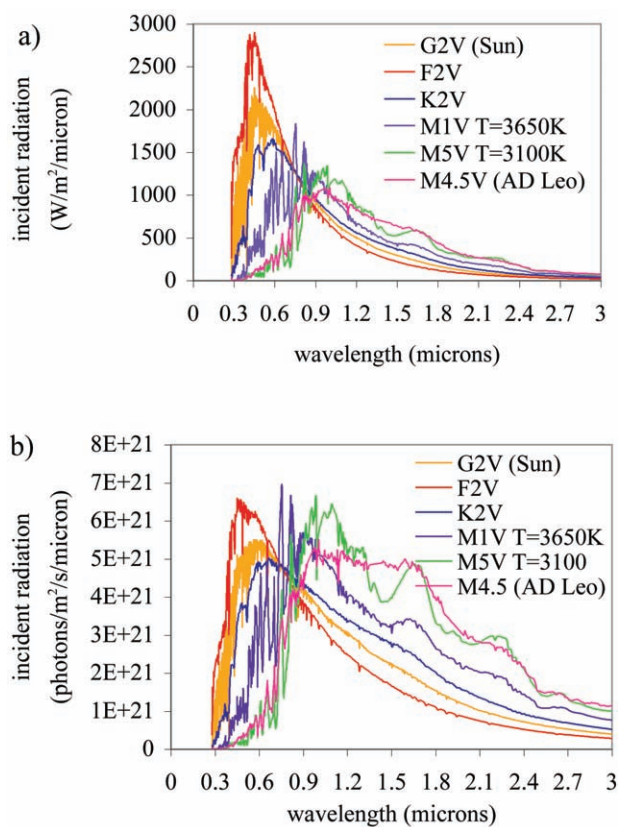 a)
incident radiation
(W/m²/micron)
3000
2500
2000
1500
1000
500
0
G2V (Sun)
F2V
K2V
M1V T=3650K
M5V T=3100K
M4.5V (AD Leo)
0 0.3 0.6 0.9 1.2 1.5 1.8 2.1 2.4 2.7 3
wavelength (microns)
b)
incident radiation
(photons/m²/s/micron)
8E+21
7E+21
6E+21
5E+21
4E+21
3E+21
2E+21
1E+21
0
G2V (Sun)
F2V
K2V
M1V T=3650K
M5V T=3100
M4.5 (AD Leo)
0 0.3 0.6 0.9 1.2 1.5 1.8 2.1 2.4 2.7 3
wavelength (microns)